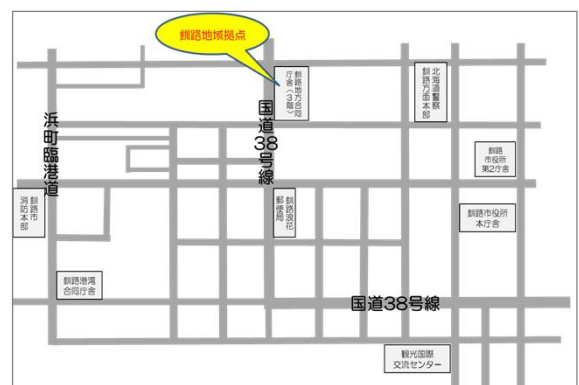 釧路地域拠点
釧路地方合同
庁舎（3階）
北海道警察
釧路方面本部
国道38号線
浜町臨港道
釧路
市役所
第2庁舎
釧路市
消防本部
釧路浪花
郵便局
釧路市役所
本庁舎
釧路港湾
合同庁舎
国道38号線
観光国際
交流センター